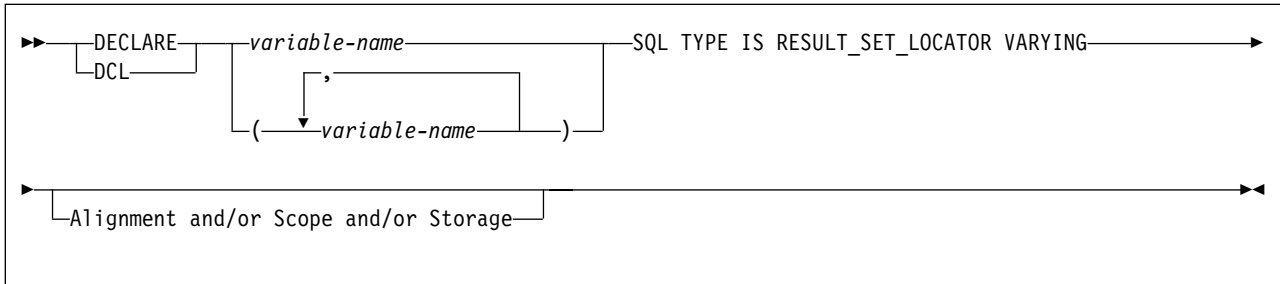 DECLARE variable-name SQL TYPE IS RESULT_SET_LOCATOR VARYING
DCL ,
( variable-name )
Alignment and/or Scope and/or Storage